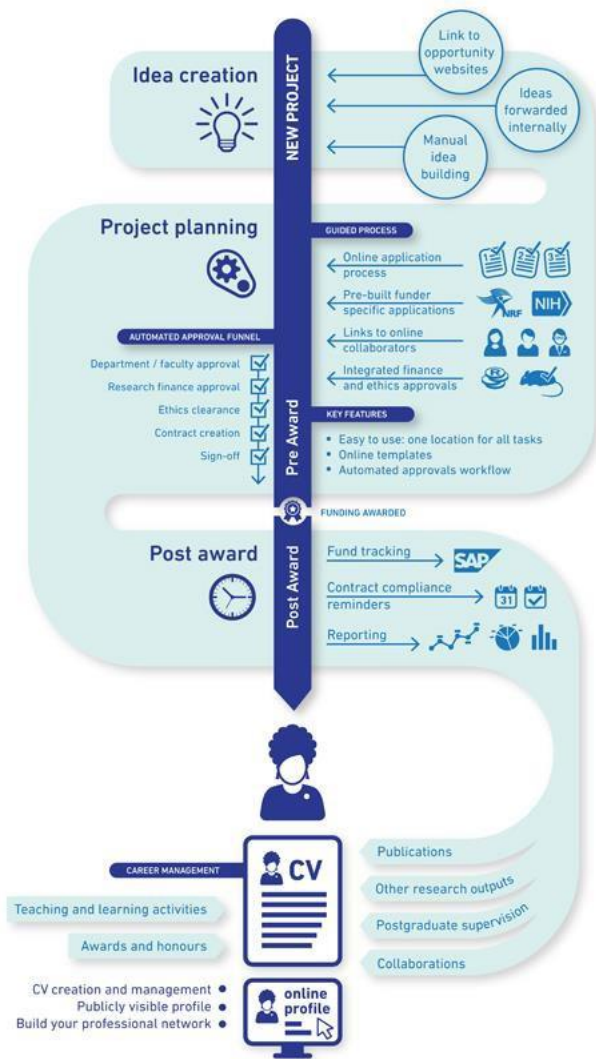 Idea creation
NEW PROJECT
Link to
opportunity
websites
Ideas
forwarded
internally
Manual
idea
building
Project planning
GUIDED PROCESS
Online application
process
1 2 3
Pre-built funder
specific applications
NRF
NIH
Links to online
collaborators
Integrated finance
and ethics approvals
R
AUTOMATED APPROVAL FUNNEL
Department / faculty approval
Research finance approval
Ethics clearance
Contract creation
Sign-off
Pre Award
KEY FEATURES
• Easy to use: one location for all tasks
• Online templates
• Automated approvals workflow
FUNDING AWARDED
Post award
Post Award
Fund tracking
SAP
Contract compliance
reminders
31
Reporting
CAREER MANAGEMENT
CV
Teaching and learning activities
Awards and honours
Publications
Other research outputs
Postgraduate supervision
Collaborations
CV creation and management •
Publicly visible profile •
Build your professional network •
online
profile